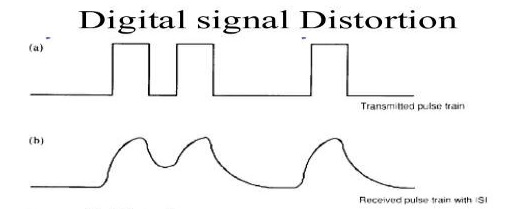 Digital signal Distortion
(a)
Transmitted pulse train
(b)
Received pulse train with ISI